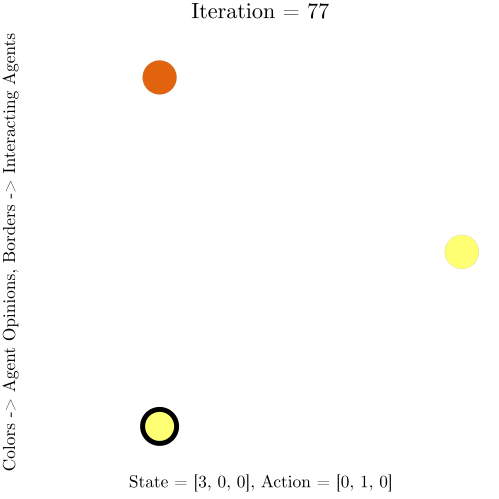 Iteration = 77
Colors -> Agent Opinions, Borders -> Interacting Agents
State = [3, 0, 0], Action = [0, 1, 0]